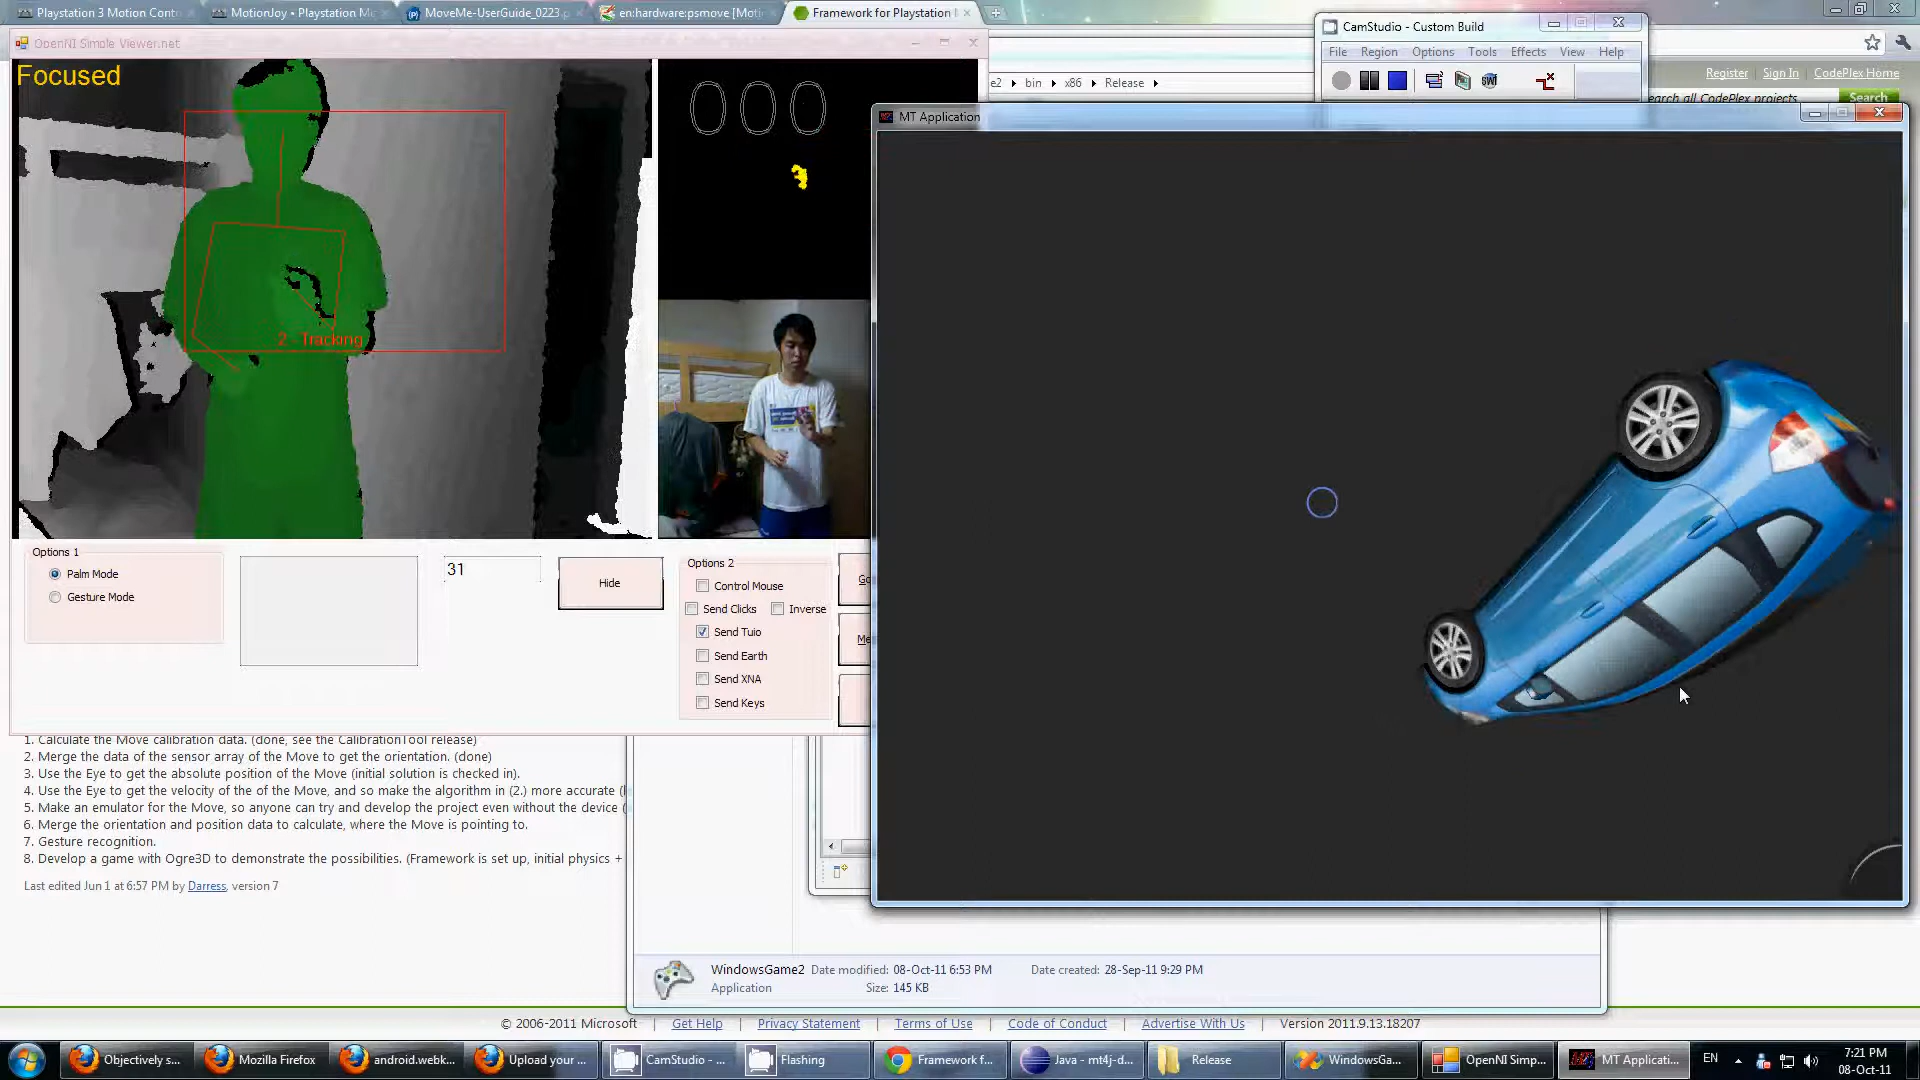 Playstation 3 Motion Contr
MotionJoy • Playstation M
MoveMe-UserGuide_0223.p
en:hardware:psmove [Moti
Framework for Playstation M
OpenNI Simple Viewer.net
CamStudio - Custom Build
File Region Options Tools Effects View Help
Register Sign In CodePlex Home
earch all CodePlex projects
Search
e2 bin x86 Release
MT Application
Focused
000
2 - Tracking
Options 1
Palm Mode
Gesture Mode
31
Hide
Options 2
Control Mouse
Send Clicks Inverse
Send Tuio
Send Earth
Send XNA
Send Keys
Go
Me
1. Calculate the Move calibration data. (done, see the CalibrationTool release)
2. Merge the data of the sensor array of the Move to get the orientation. (done)
3. Use the Eye to get the absolute position of the Move (initial solution is checked in).
4. Use the Eye to get the velocity of the of the Move, and so make the algorithm in (2.) more accurate (
5. Make an emulator for the Move, so anyone can try and develop the project even without the device (
6. Merge the orientation and position data to calculate, where the Move is pointing to.
7. Gesture recognition.
8. Develop a game with Ogre3D to demonstrate the possibilities. (Framework is set up, initial physics +
Last edited Jun 1 at 6:57 PM by Darress, version 7
WindowsGame2 Date modified: 08-Oct-11 6:53 PM Date created: 28-Sep-11 9:29 PM
Application Size: 145 KB
© 2006-2011 Microsoft | Get Help | Privacy Statement | Terms of Use | Code of Conduct | Advertise With Us | Version 2011.9.13.18207
Objectively s...
Mozilla Firefox
android.webk...
Upload your ...
CamStudio - ...
Flashing
Framework f...
Java - mt4j-d...
Release
WindowsGa...
OpenNI Simp...
MT Applicati...
EN
7:21 PM
08-Oct-11